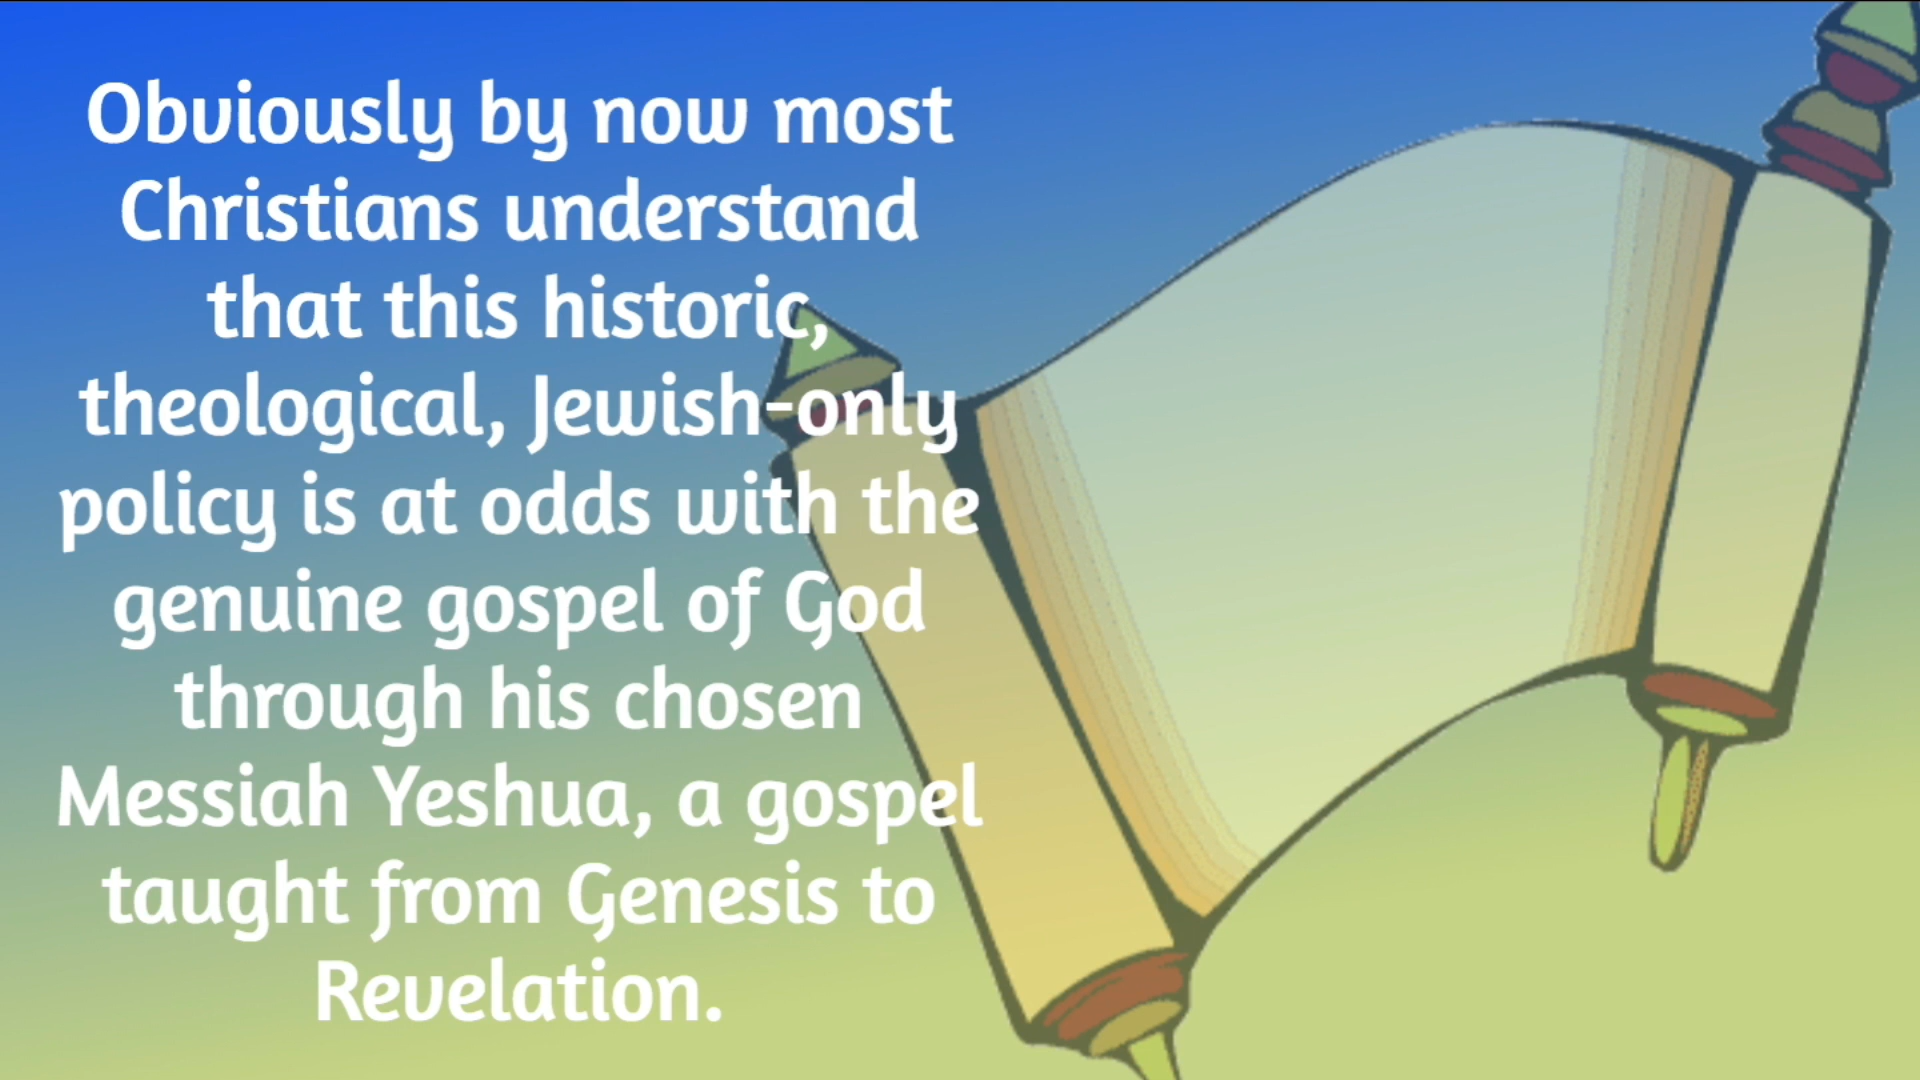 Obviously by now most
Christians understand
that this historic,
theological, Jewish-only
policy is at odds with the
genuine gospel of God
through his chosen
Messiah Yeshua, a gospel
taught from Genesis to
Revelation.